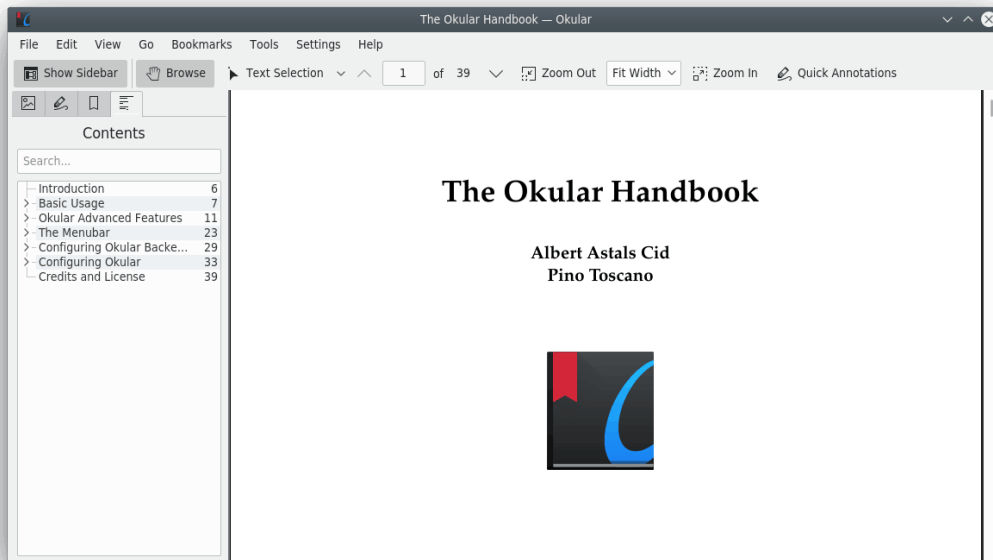 The Okular Handbook — Okular
File Edit View Go Bookmarks Tools Settings Help
Show Sidebar Browse Text Selection 1 of 39 Zoom Out Fit Width Zoom In Quick Annotations
Contents
Search...
Introduction 6
Basic Usage 7
Okular Advanced Features 11
The Menubar 23
Configuring Okular Backe... 29
Configuring Okular 33
Credits and License 39
The Okular Handbook
Albert Astals Cid
Pino Toscano